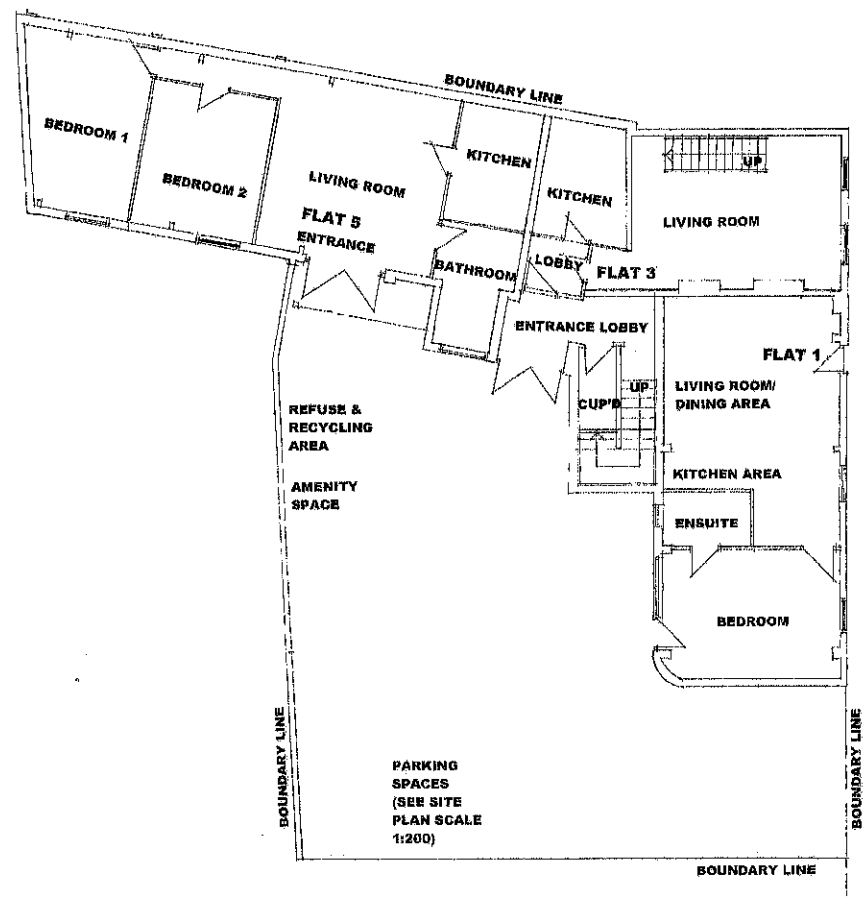 BOUNDARY LINE
BEDROOM 1
BEDROOM 2
LIVING ROOM
FLAT 5
ENTRANCE
KITCHEN
KITCHEN
UP
LIVING ROOM
BATHROOM
LOBBY
FLAT 3
ENTRANCE LOBBY
FLAT 1
CUP'D
UP
LIVING ROOM/
DINING AREA
REFUSE &
RECYCLING
AREA
KITCHEN AREA
AMENITY
SPACE
ENSUITE
BEDROOM
BOUNDARY LINE
BOUNDARY LINE
PARKING
SPACES
(SEE SITE
PLAN SCALE
1:200)
BOUNDARY LINE